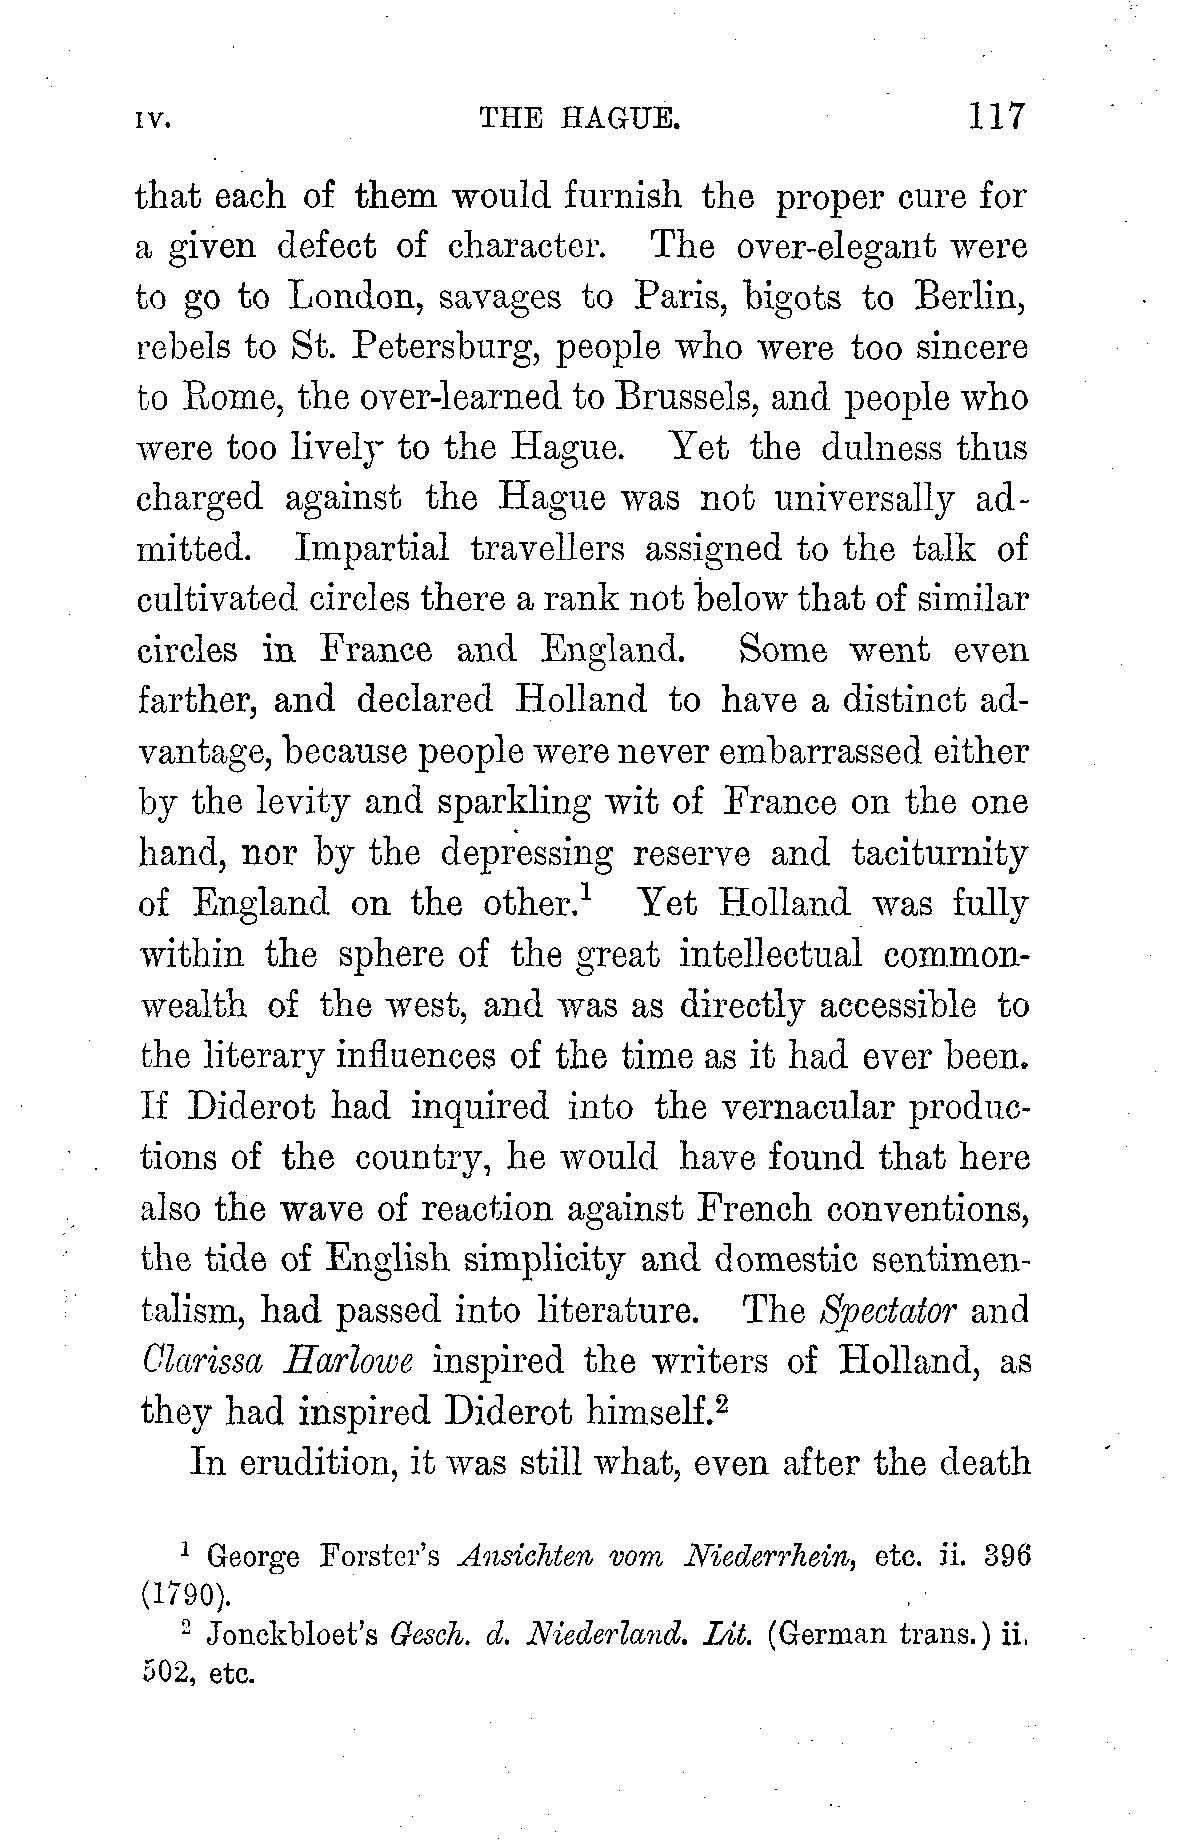 IV. THE HAGUE. 117
that each of them would furnish the proper cure for
a given defect of character. The over-elegant were
to go to London, savages to Paris, bigots to Berlin,
rebels to St. Petersburg, people who were too sincere
to Rome, the over-learned to Brussels, and people who
were too lively to the Hague. Yet the dulness thus
charged against the Hague was not universally ad-
mitted. Impartial travellers assigned to the talk of
cultivated circles there a rank not below that of similar
circles in France and England. Some went even
farther, and declared Holland to have a distinct ad-
vantage, because people were never embarrassed either
by the levity and sparkling wit of France on the one
hand, nor by the depressing reserve and taciturnity
of England on the other.¹ Yet Holland was fully
within the sphere of the great intellectual common-
wealth of the west, and was as directly accessible to
the literary influences of the time as it had ever been.
If Diderot had inquired into the vernacular produc-
tions of the country, he would have found that here
also the wave of reaction against French conventions,
the tide of English simplicity and domestic sentimen-
talism, had passed into literature. The Spectator and
Clarissa Harlowe inspired the writers of Holland, as
they had inspired Diderot himself.²
In erudition, it was still what, even after the death
¹ George Forster's Ansichten vom Niederrhein, etc. ii. 396
(1790).
² Jonckbloet's Gesch. d. Niederland. Lit. (German trans.) ii.
502, etc.